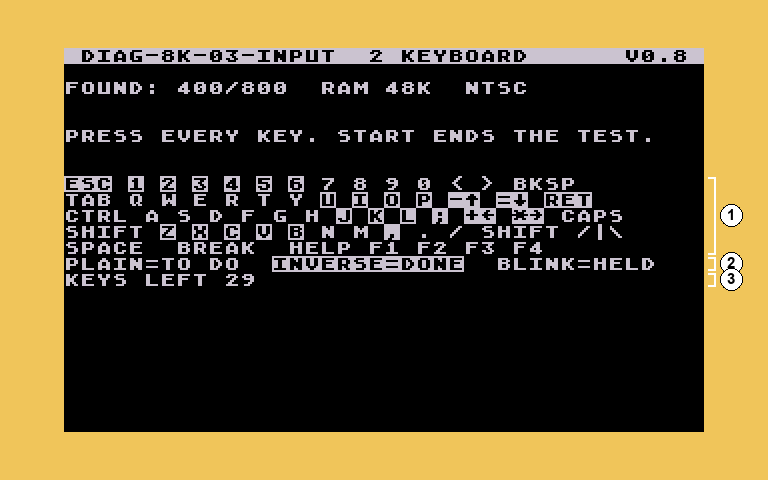 DIAG-8K-03-INPUT  2 KEYBOARD      V0.8
FOUND: 400/800  RAM 48K  NTSC
PRESS EVERY KEY. START ENDS THE TEST.
ESC 1 2 3 4 5 6 7 8 9 0 < > BKSP
TAB Q W E R T Y U I O P -↑ =↓ RET
CTRL A S D F G H J K L ; +← *→ CAPS
SHIFT Z X C V B N M , . / SHIFT /|\
SPACE  BREAK  HELP F1 F2 F3 F4
PLAIN=TO DO  INVERSE=DONE  BLINK=HELD
KEYS LEFT 29
1
2
3